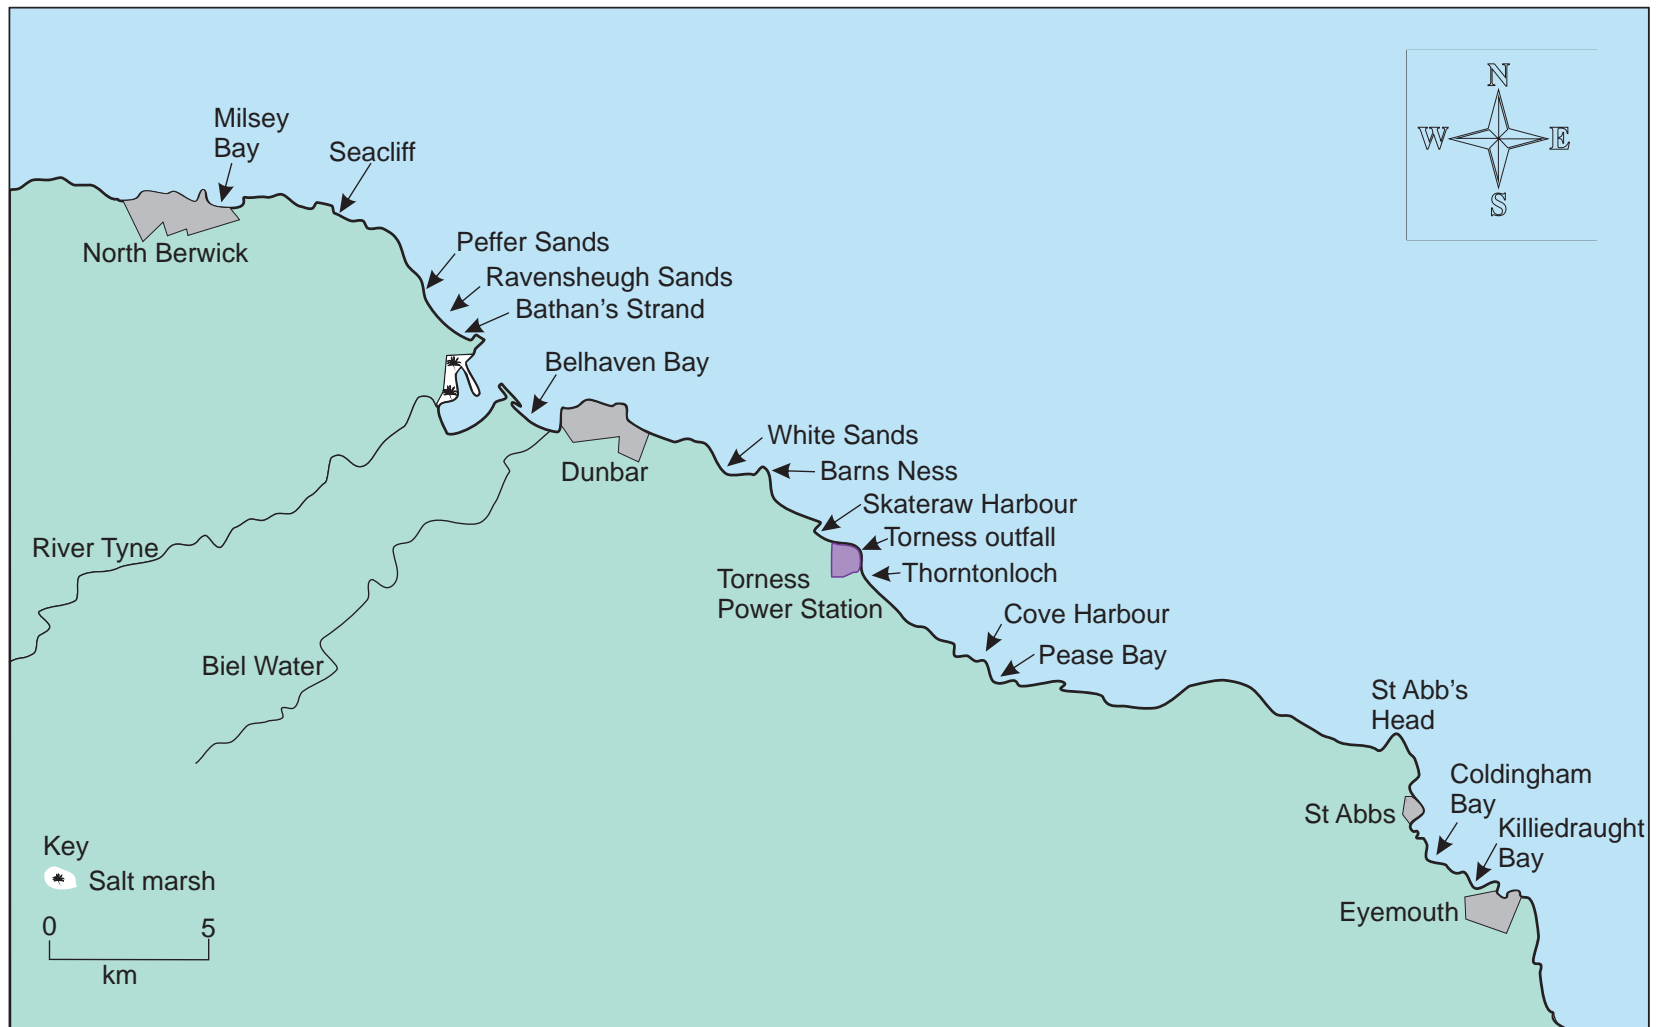 N
W
E
S
Milsey
Bay
Seacliff
North Berwick
Peffer Sands
Ravensheugh Sands
Bathan's Strand
Belhaven Bay
Dunbar
White Sands
Barns Ness
Skateraw Harbour
Torness outfall
Thorntonloch
Torness
Power Station
Cove Harbour
Pease Bay
River Tyne
Biel Water
St Abb's
Head
Coldingham
Bay
St Abbs
Killiedraught
Bay
Eyemouth
Key
Salt marsh
0
5
km